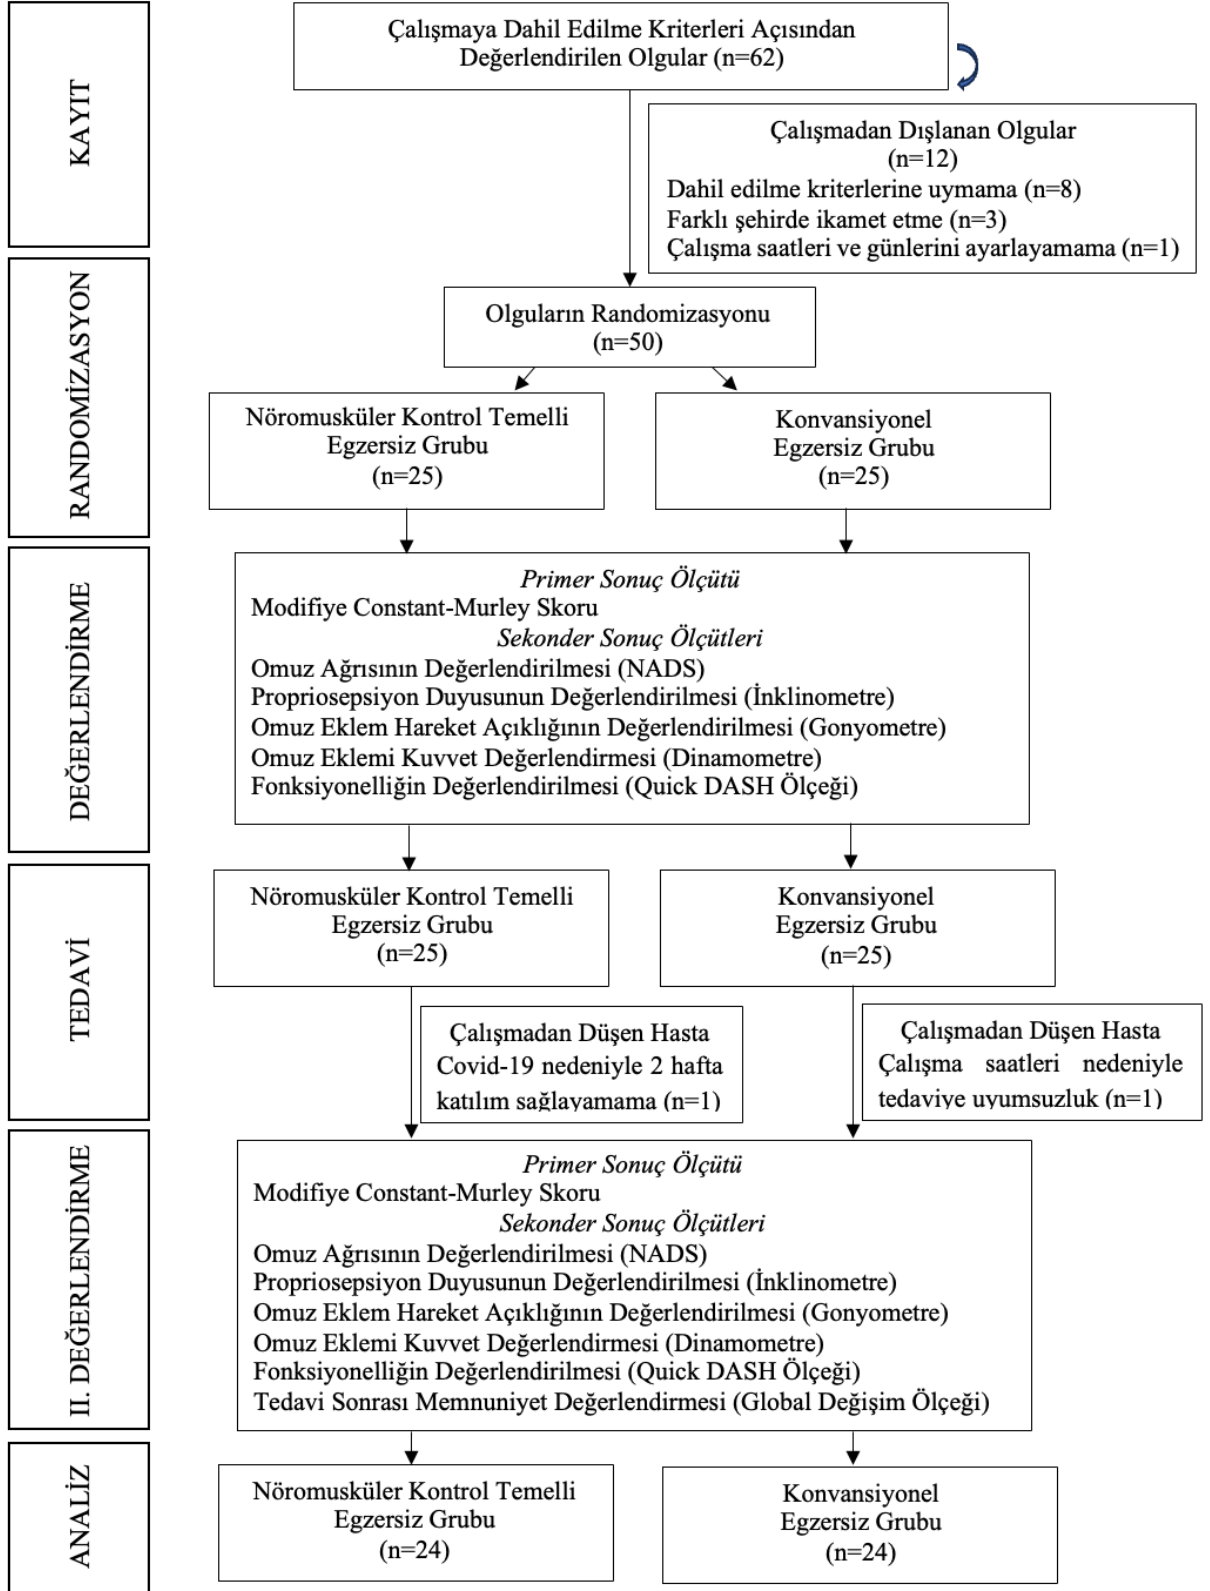 KAYIT
Çalışmaya Dahil Edilme Kriterleri Açısından
Değerlendirilen Olgular (n=62)
Çalışmadan Dışlanan Olgular
(n=12)
Dahil edilme kriterlerine uymama (n=8)
Farklı şehirde ikamet etme (n=3)
Çalışma saatleri ve günlerini ayarlayamama (n=1)
RANDOMİZASYON
Olguların Randomizasyonu
(n=50)
Nöromusküler Kontrol Temelli
Egzersiz Grubu
(n=25)
Konvansiyonel
Egzersiz Grubu
(n=25)
DEĞERLENDİRME
Primer Sonuç Ölçütü
Modifiye Constant-Murley Skoru
Sekonder Sonuç Ölçütleri
Omuz Ağrısının Değerlendirilmesi (NADS)
Propriosepsiyon Duyusunun Değerlendirilmesi (İnklinometre)
Omuz Eklem Hareket Açıklığının Değerlendirilmesi (Gonyometre)
Omuz Eklemi Kuvvet Değerlendirmesi (Dinamometre)
Fonksiyonelliğin Değerlendirilmesi (Quick DASH Ölçeği)
TEDAVİ
Nöromusküler Kontrol Temelli
Egzersiz Grubu
(n=25)
Konvansiyonel
Egzersiz Grubu
(n=25)
Çalışmadan Düşen Hasta
Covid-19 nedeniyle 2 hafta
katılım sağlayamama (n=1)
Çalışmadan Düşen Hasta
Çalışma saatleri nedeniyle
tedaviye uyumsuzluk (n=1)
II. DEĞERLENDİRME
Primer Sonuç Ölçütü
Modifiye Constant-Murley Skoru
Sekonder Sonuç Ölçütleri
Omuz Ağrısının Değerlendirilmesi (NADS)
Propriosepsiyon Duyusunun Değerlendirilmesi (İnklinometre)
Omuz Eklem Hareket Açıklığının Değerlendirilmesi (Gonyometre)
Omuz Eklemi Kuvvet Değerlendirmesi (Dinamometre)
Fonksiyonelliğin Değerlendirilmesi (Quick DASH Ölçeği)
Tedavi Sonrası Memnuniyet Değerlendirmesi (Global Değişim Ölçeği)
ANALİZ
Nöromusküler Kontrol Temelli
Egzersiz Grubu
(n=24)
Konvansiyonel
Egzersiz Grubu
(n=24)